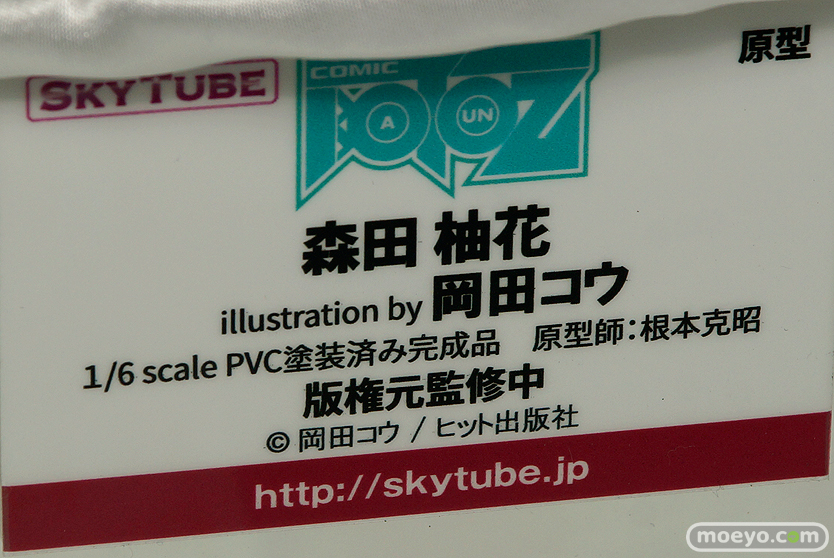 原型
SKYTUBE
COMIC
A UN
森田 柚花
illustration by 岡田コウ
1/6 scale PVC塗装済み完成品 原型師：根本克昭
版権元監修中
© 岡田コウ / ヒット出版社
http://skytube.jp
moeyo.com